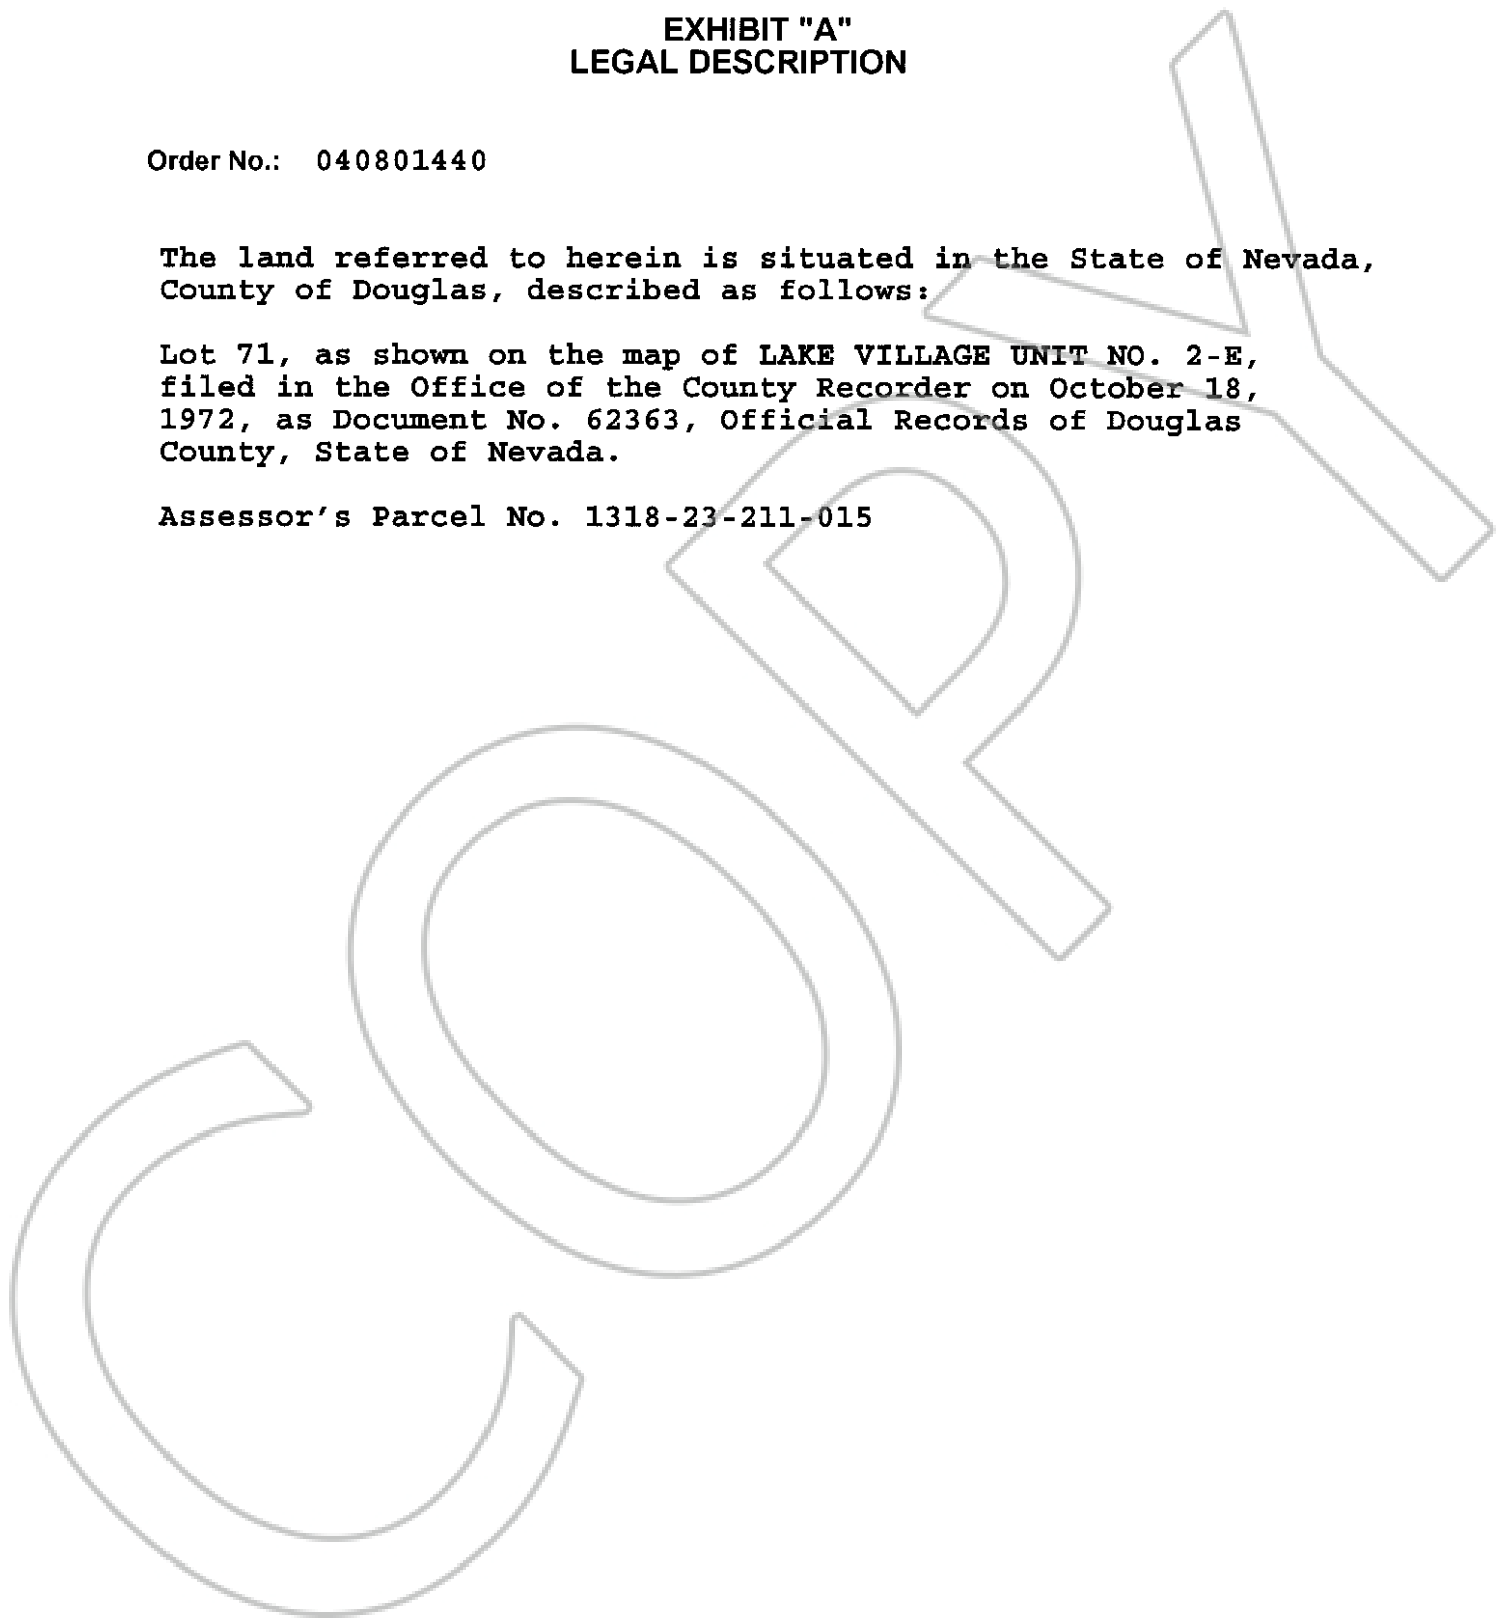 EXHIBIT "A"
LEGAL DESCRIPTION
Order No.: 040801440
The land referred to herein is situated in the State of Nevada,
County of Douglas, described as follows:
Lot 71, as shown on the map of LAKE VILLAGE UNIT NO. 2-E,
filed in the Office of the County Recorder on October 18,
1972, as Document No. 62363, Official Records of Douglas
County, State of Nevada.
Assessor's Parcel No. 1318-23-211-015
COPY